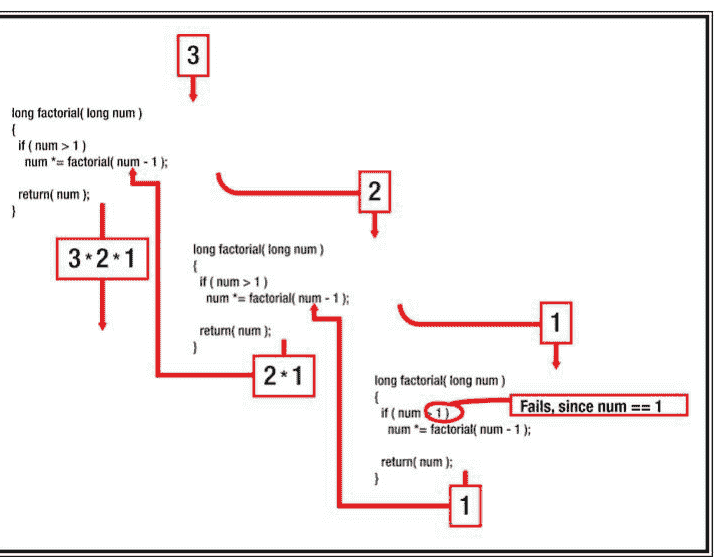 3
long factorial( long num )
{
if ( num > 1 )
num *= factorial( num - 1 );
return( num );
}
3*2*1
2
long factorial( long num )
{
if ( num > 1 )
num *= factorial( num - 1 );
return( num );
}
2*1
1
long factorial( long num )
{
if ( num > 1 )
Fails, since num == 1
num *= factorial( num - 1 );
return( num );
}
1